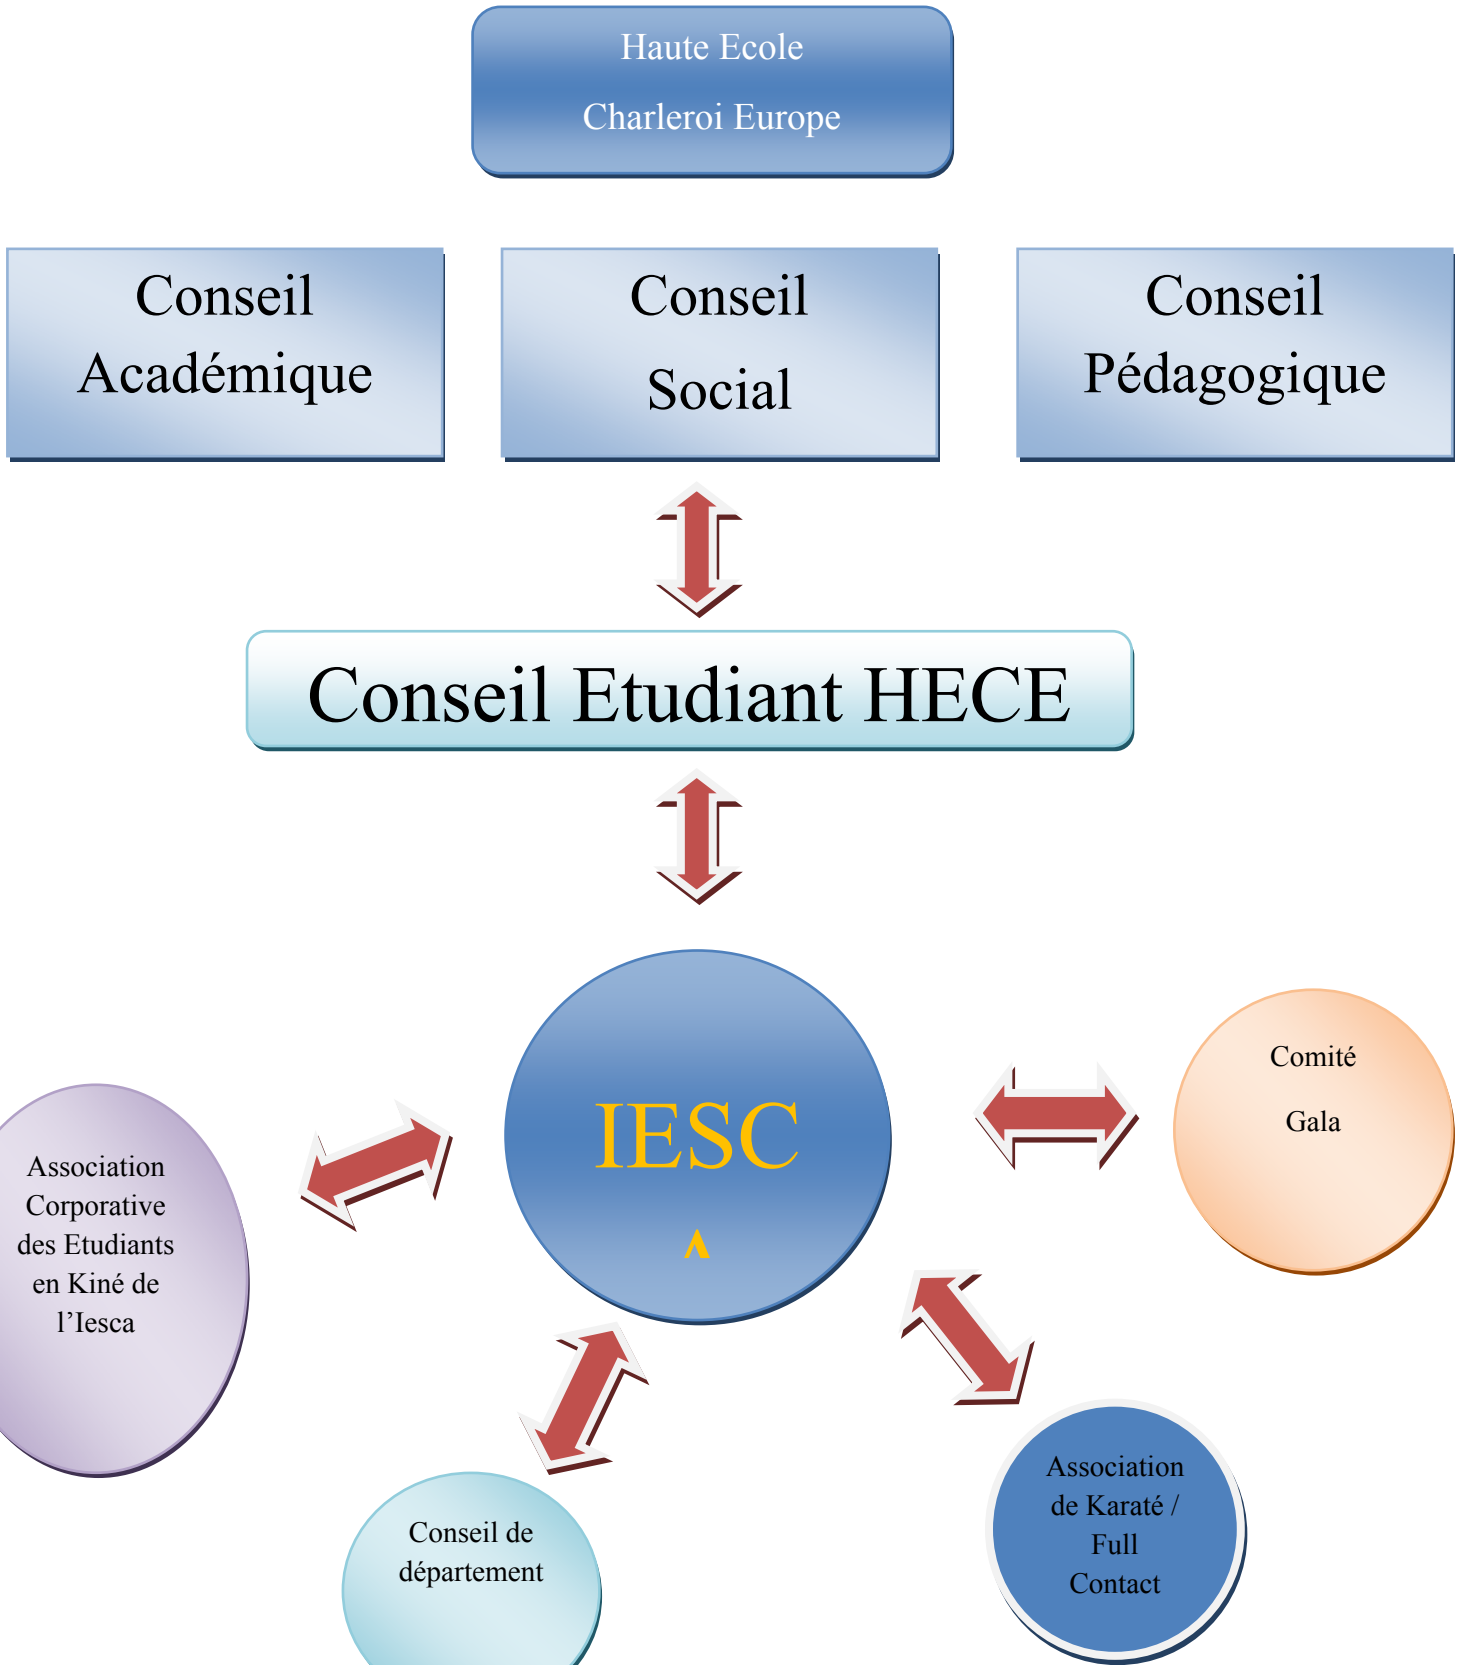 Haute Ecole
Charleroi Europe
Conseil
Académique
Conseil
Social
Conseil
Pédagogique
Conseil Etudiant HECE
IESC
Comité
Gala
Association
Corporative
des Etudiants
en Kiné de
l’Iesca
Conseil de
département
Association
de Karaté /
Full
Contact